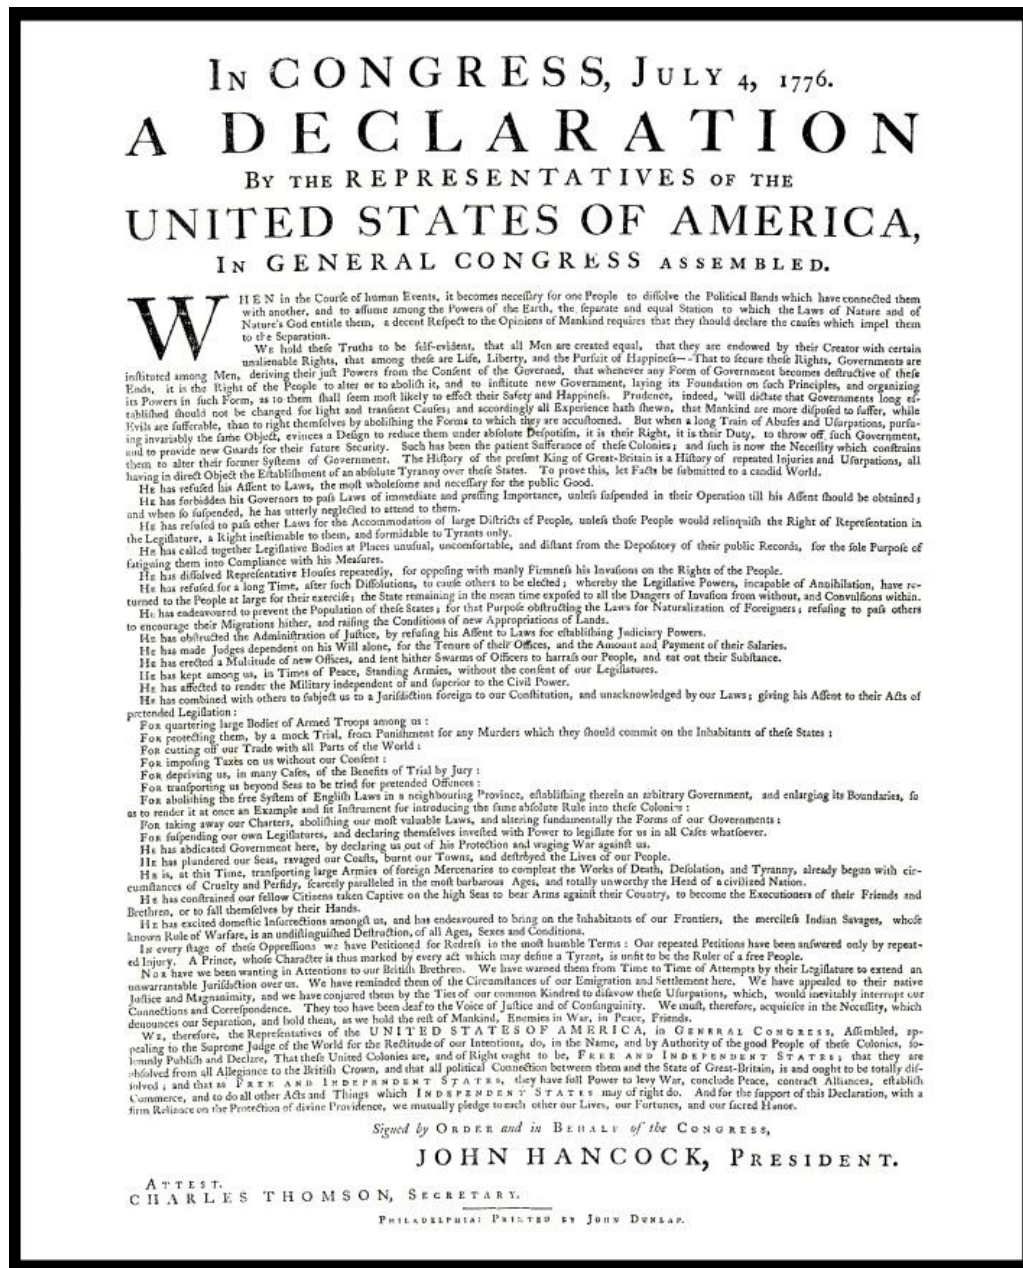 IN CONGRESS, JULY 4, 1776.
A DECLARATION
BY THE REPRESENTATIVES OF THE
UNITED STATES OF AMERICA,
IN GENERAL CONGRESS ASSEMBLED.
WHEN in the Courſe of human Events, it becomes neceſſary for one People to diſſolve the Political Bands which have connected them
with another, and to aſſume among the Powers of the Earth, the ſeparate and equal Station to which the Laws of Nature and of
Nature's God entitle them, a decent Reſpect to the Opinions of Mankind requires that they ſhould declare the cauſes which impel them
to the Separation.
WE hold theſe Truths to be ſelf-evident, that all Men are created equal, that they are endowed by their Creator with certain
unalienable Rights, that among theſe are Life, Liberty, and the Purſuit of Happineſs--That to ſecure theſe Rights, Governments are
inſtituted among Men, deriving their juſt Powers from the Conſent of the Governed, that whenever any Form of Government becomes deſtructive of theſe
Ends, it is the Right of the People to alter or to aboliſh it, and to inſtitute new Government, laying its Foundation on ſuch Principles, and organizing
its Powers in ſuch Form, as to them ſhall ſeem moſt likely to effect their Safety and Happineſs. Prudence, indeed, will dictate that Governments long eſ-
tabliſhed ſhould not be changed for light and tranſient Cauſes; and accordingly all Experience hath ſhewn, that Mankind are more diſpoſed to ſuffer, while
Evils are ſufferable, than to right themſelves by aboliſhing the Forms to which they are accuſtomed. But when a long Train of Abuſes and Uſurpations, purſu-
ing invariably the ſame Object, evinces a Deſign to reduce them under abſolute Deſpotiſm, it is their Right, it is their Duty, to throw off ſuch Government,
and to provide new Guards for their future Security. Such has been the patient Sufferance of theſe Colonies; and ſuch is now the Neceſſity which conſtrains
them to alter their former Syſtems of Government. The Hiſtory of the preſent King of Great-Britain is a Hiſtory of repeated Injuries and Uſurpations, all
having in direct Object the Eſtabliſhment of an abſolute Tyranny over theſe States. To prove this, let Facts be ſubmitted to a candid World.
HE has refuſed his Aſſent to Laws, the moſt wholeſome and neceſſary for the public Good.
HE has forbidden his Governors to paſs Laws of immediate and preſſing Importance, unleſs ſuſpended in their Operation till his Aſſent ſhould be obtained;
and when ſo ſuſpended, he has utterly neglected to attend to them.
HE has refuſed to paſs other Laws for the Accommodation of large Diſtricts of People, unleſs thoſe People would relinquiſh the Right of Repreſentation in
the Legiſlature, a Right ineſtimable to them, and formidable to Tyrants only.
HE has called together Legiſlative Bodies at Places unuſual, uncomfortable, and diſtant from the Depoſitory of their public Records, for the ſole Purpoſe of
fatiguing them into Compliance with his Meaſures.
HE has diſſolved Repreſentative Houſes repeatedly, for oppoſing with manly Firmneſs his Invaſions on the Rights of the People.
HE has refuſed for a long Time, after ſuch Diſſolutions, to cauſe others to be elected; whereby the Legiſlative Powers, incapable of Annihilation, have re-
turned to the People at large for their exerciſe; the State remaining in the mean time expoſed to all the Dangers of Invaſion from without, and Convulſions within.
HE has endeavoured to prevent the Population of theſe States; for that Purpoſe obſtructing the Laws for Naturalization of Foreigners; refuſing to paſs others
to encourage their Migrations hither, and raiſing the Conditions of new Appropriations of Lands.
HE has obſtructed the Adminiſtration of Juſtice, by refuſing his Aſſent to Laws for eſtabliſhing Judiciary Powers.
HE has made Judges dependent on his Will alone, for the Tenure of their Offices, and the Amount and Payment of their Salaries.
HE has erected a Multitude of new Offices, and ſent hither Swarms of Officers to harraſs our People, and eat out their Subſtance.
HE has kept among us, in Times of Peace, Standing Armies, without the conſent of our Legiſlatures.
HE has affected to render the Military independent of and ſuperior to the Civil Power.
HE has combined with others to ſubject us to a Juriſdiction foreign to our Conſtitution, and unacknowledged by our Laws; giving his Aſſent to their Acts of
pretended Legiſlation:
FOR quartering large Bodies of Armed Troops among us:
FOR protecting them, by a mock Trial, from Puniſhment for any Murders which they ſhould commit on the Inhabitants of theſe States:
FOR cutting off our Trade with all Parts of the World:
FOR impoſing Taxes on us without our Conſent:
FOR depriving us, in many Caſes, of the Benefits of Trial by Jury:
FOR tranſporting us beyond Seas to be tried for pretended Offences:
FOR aboliſhing the free Syſtem of Engliſh Laws in a neighbouring Province, eſtabliſhing therein an arbitrary Government, and enlarging its Boundaries, ſo
as to render it at once an Example and fit Inſtrument for introducing the ſame abſolute Rule into theſe Colonies:
FOR taking away our Charters, aboliſhing our moſt valuable Laws, and altering fundamentally the Forms of our Governments:
FOR ſuſpending our own Legiſlatures, and declaring themſelves inveſted with Power to legiſlate for us in all Caſes whatſoever.
HE has abdicated Government here, by declaring us out of his Protection and waging War againſt us.
HE has plundered our Seas, ravaged our Coaſts, burnt our Towns, and deſtroyed the Lives of our People.
HE is, at this Time, tranſporting large Armies of foreign Mercenaries to compleat the Works of Death, Deſolation, and Tyranny, already begun with cir-
cumſtances of Cruelty and Perfidy, ſcarcely paralleled in the moſt barbarous Ages, and totally unworthy the Head of a civilized Nation.
HE has conſtrained our fellow Citizens taken Captive on the high Seas to bear Arms againſt their Country, to become the Executioners of their Friends and
Brethren, or to fall themſelves by their Hands.
HE has excited domeſtic Inſurrections amongſt us, and has endeavoured to bring on the Inhabitants of our Frontiers, the mercileſs Indian Savages, whoſe
known Rule of Warfare, is an undiſtinguiſhed Deſtruction, of all Ages, Sexes and Conditions.
IN every ſtage of theſe Oppreſſions we have Petitioned for Redreſs in the moſt humble Terms: Our repeated Petitions have been anſwered only by repeat-
ed Injury. A Prince, whoſe Character is thus marked by every act which may define a Tyrant, is unfit to be the Ruler of a free People.
NOR have we been wanting in Attentions to our Britiſh Brethren. We have warned them from Time to Time of Attempts by their Legiſlature to extend an
unwarrantable Juriſdiction over us. We have reminded them of the Circumſtances of our Emigration and Settlement here. We have appealed to their native
Juſtice and Magnanimity, and we have conjured them by the Ties of our common Kindred to diſavow theſe Uſurpations, which, would inevitably interrupt our
Connections and Correſpondence. They too have been deaf to the Voice of Juſtice and of Conſanguinity. We muſt, therefore, acquieſce in the Neceſſity, which
denounces our Separation, and hold them, as we hold the reſt of Mankind, Enemies in War, in Peace, Friends.
WE, therefore, the Repreſentatives of the UNITED STATES OF AMERICA, in GENERAL CONGRESS, Aſſembled, ap-
pealing to the Supreme Judge of the World for the Rectitude of our Intentions, do, in the Name, and by Authority of the good People of theſe Colonies, ſo-
lemnly Publiſh and Declare, That theſe United Colonies are, and of Right ought to be, FREE AND INDEPENDENT STATES; that they are
abſolved from all Allegiance to the Britiſh Crown, and that all political Connection between them and the State of Great-Britain, is and ought to be totally diſ-
ſolved; and that as FREE AND INDEPENDENT STATES, they have full Power to levy War, conclude Peace, contract Alliances, eſtabliſh
Commerce, and to do all other Acts and Things which INDEPENDENT STATES may of right do. And for the ſupport of this Declaration, with a
firm Reliance on the Protection of divine Providence, we mutually pledge to each other our Lives, our Fortunes, and our ſacred Honor.
Signed by ORDER and in BEHALF of the CONGRESS,
JOHN HANCOCK, PRESIDENT.
ATTEST.
CHARLES THOMSON, SECRETARY.
PHILADELPHIA: PRINTED BY JOHN DUNLAP.